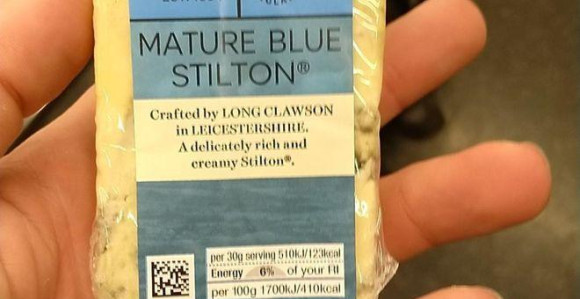 MATURE BLUE
STILTON®
Crafted by LONG CLAWSON
in LEICESTERSHIRE.
A delicately rich and
creamy Stilton®.
per 30g serving 510kJ/123kcal
Energy 6% of your RI
per 100g 1700kJ/410kcal